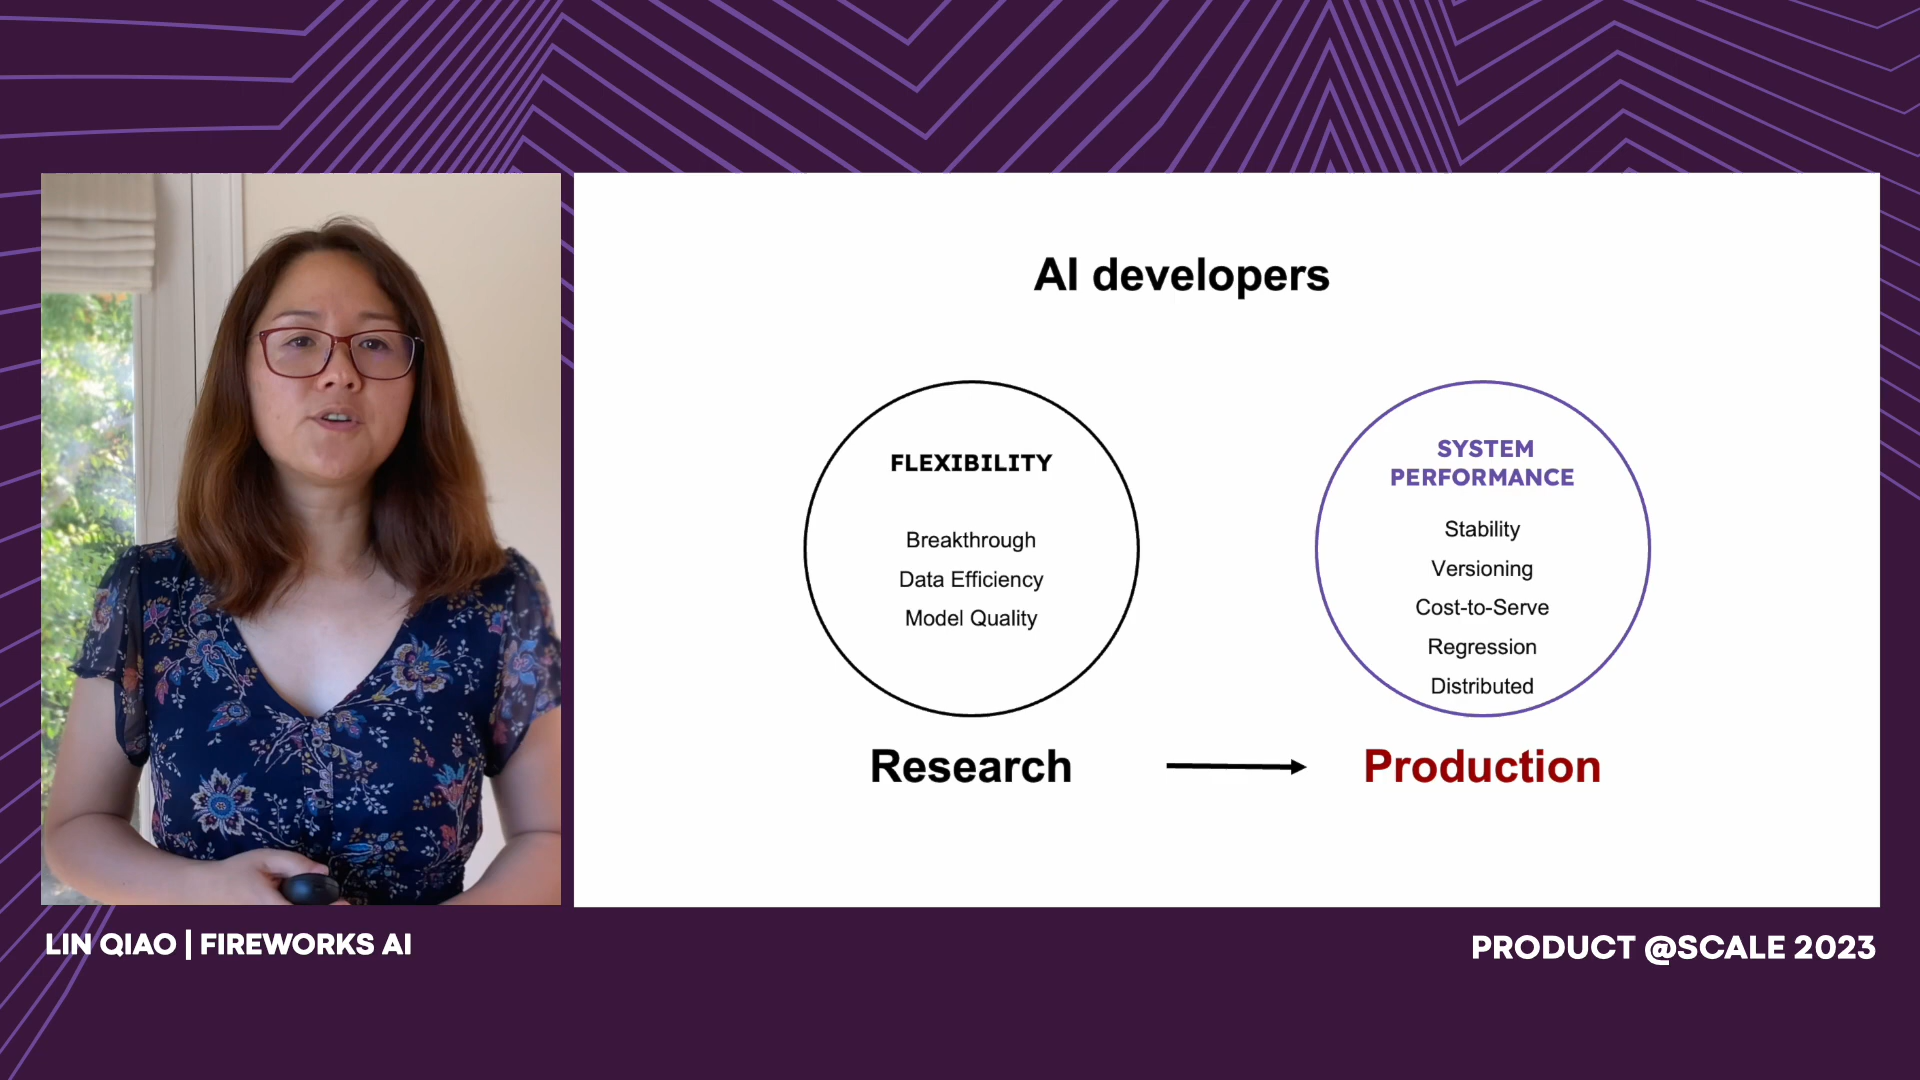 AI developers
FLEXIBILITY
Breakthrough
Data Efficiency
Model Quality
Research
SYSTEM
PERFORMANCE
Stability
Versioning
Cost-to-Serve
Regression
Distributed
Production
LIN QIAO | FIREWORKS AI
PRODUCT @SCALE 2023